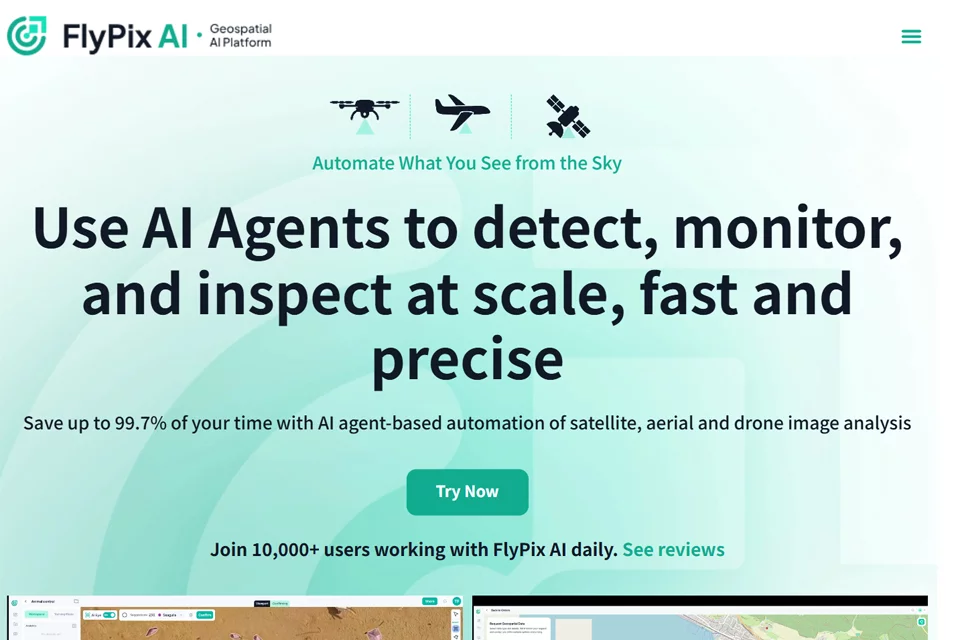 FlyPix AI
Geospatial
AI Platform
Automate What You See from the Sky
Use AI Agents to detect, monitor,
and inspect at scale, fast and
precise
Save up to 99.7% of your time with AI agent-based automation of satellite, aerial and drone image analysis
Try Now
Join 10,000+ users working with FlyPix AI daily. See reviews